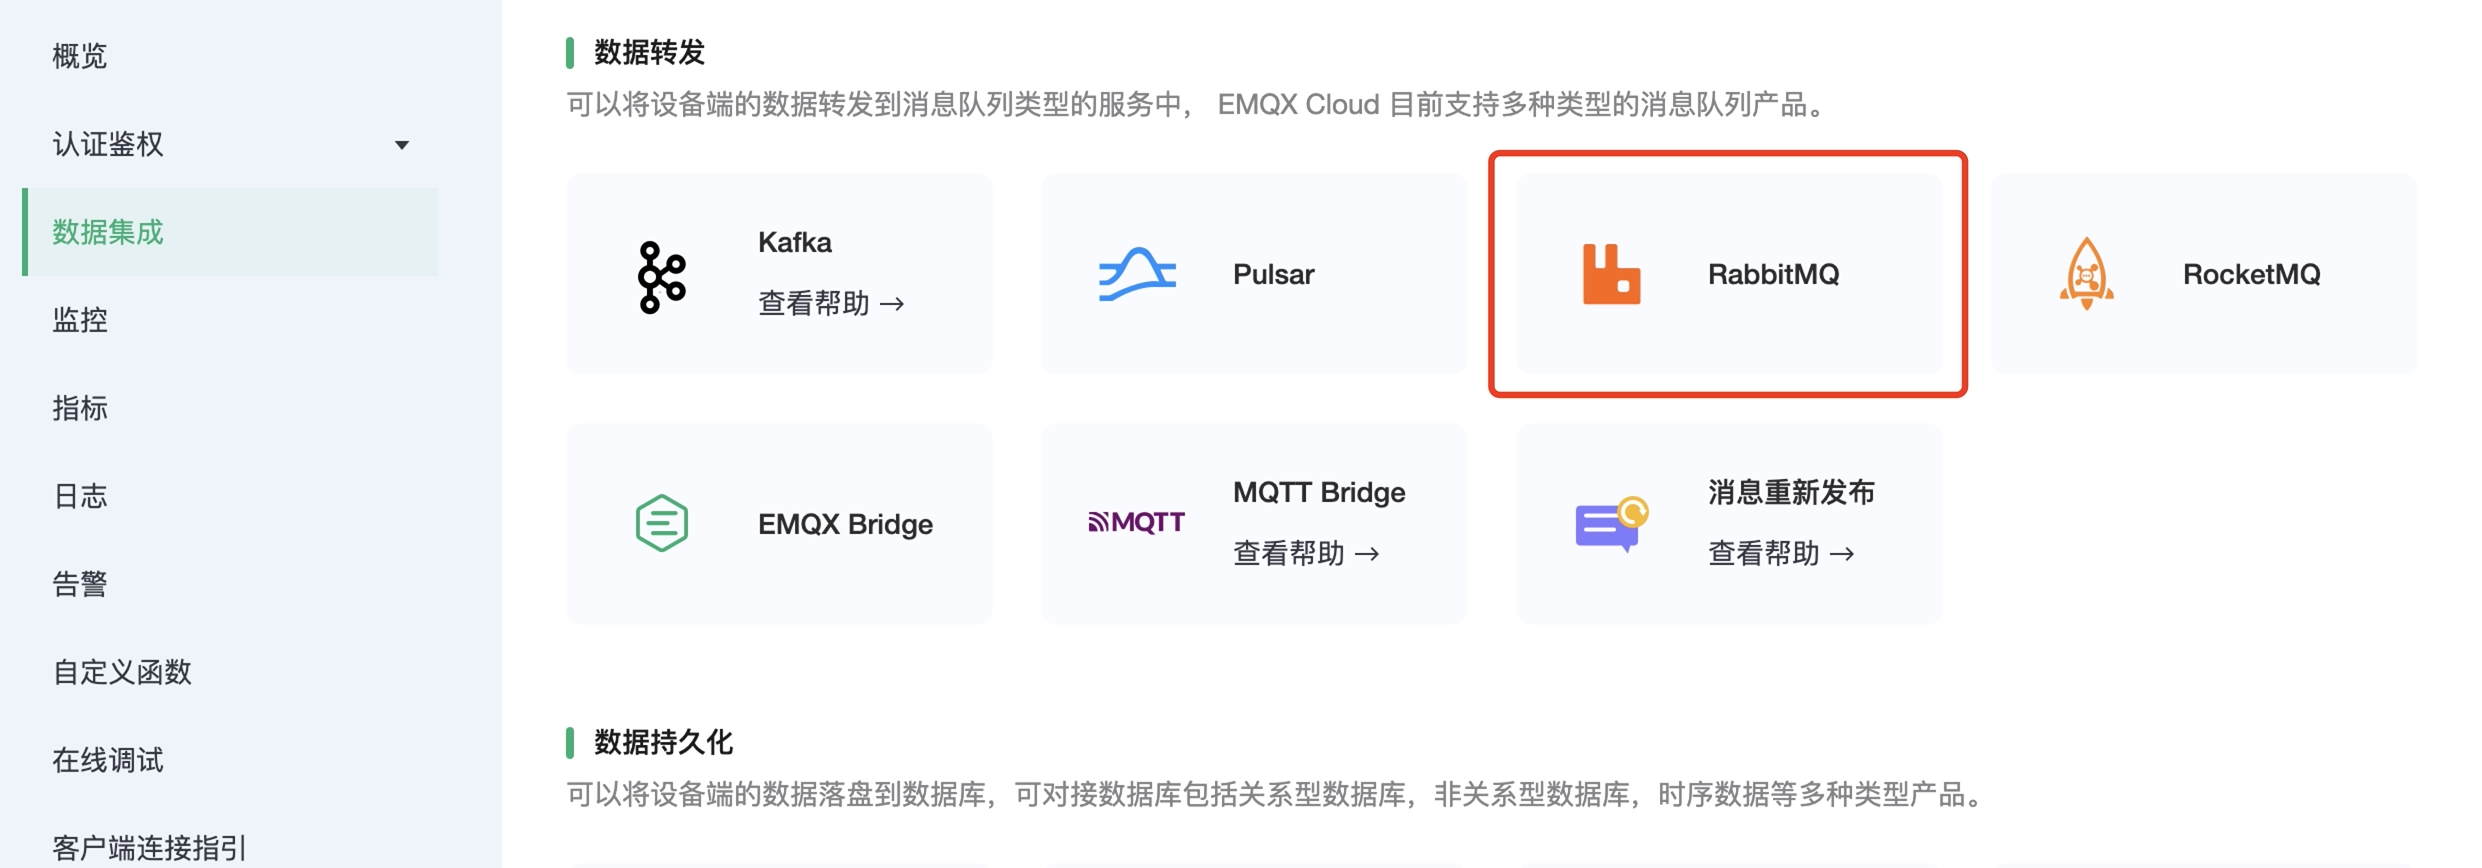 概览
认证鉴权
数据集成
监控
指标
日志
告警
自定义函数
在线调试
客户端连接指引
数据转发
可以将设备端的数据转发到消息队列类型的服务中， EMQX Cloud 目前支持多种类型的消息队列产品。
Kafka
查看帮助 →
Pulsar
RabbitMQ
RocketMQ
EMQX Bridge
MQTT
MQTT Bridge
查看帮助 →
消息重新发布
查看帮助 →
数据持久化
可以将设备端的数据落盘到数据库，可对接数据库包括关系型数据库，非关系型数据库，时序数据等多种类型产品。